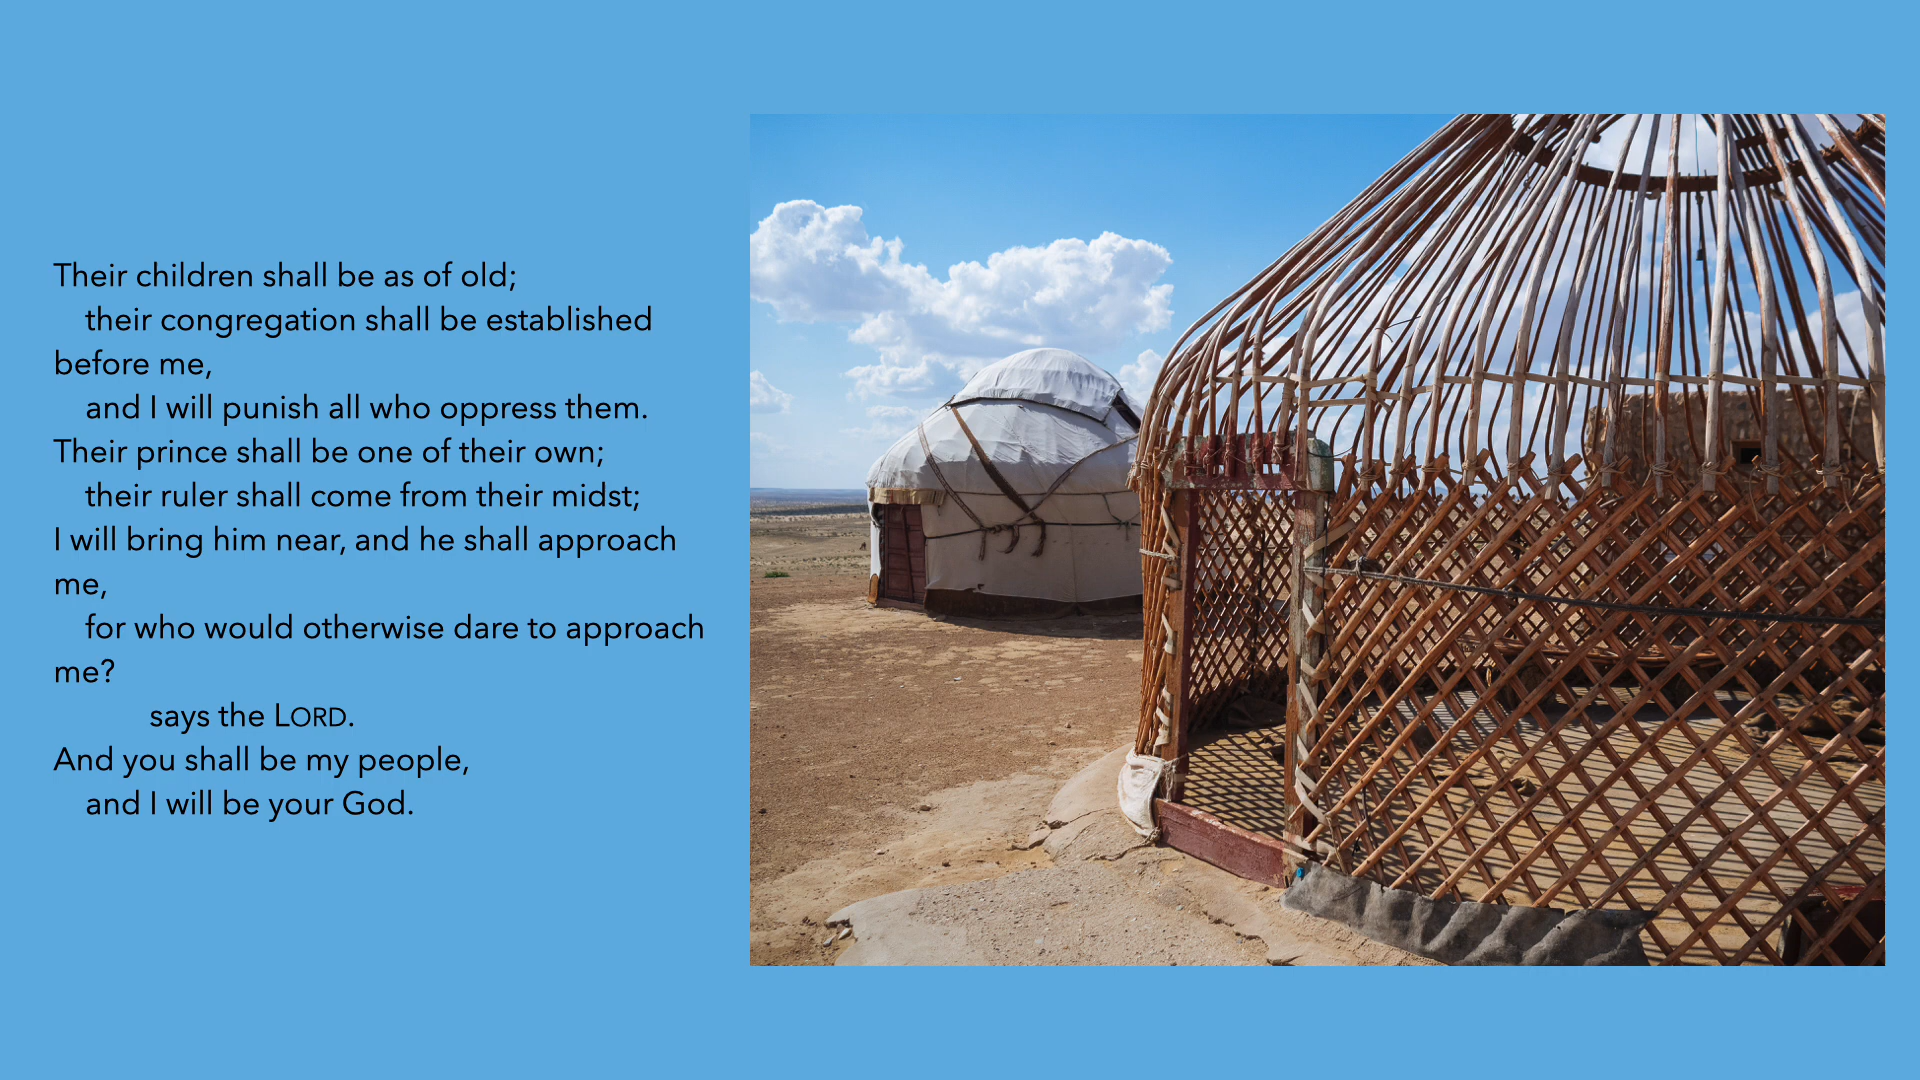 Their children shall be as of old;
their congregation shall be established
before me,
and I will punish all who oppress them.
Their prince shall be one of their own;
their ruler shall come from their midst;
I will bring him near, and he shall approach
me,
for who would otherwise dare to approach
me?
says the LORD.
And you shall be my people,
and I will be your God.